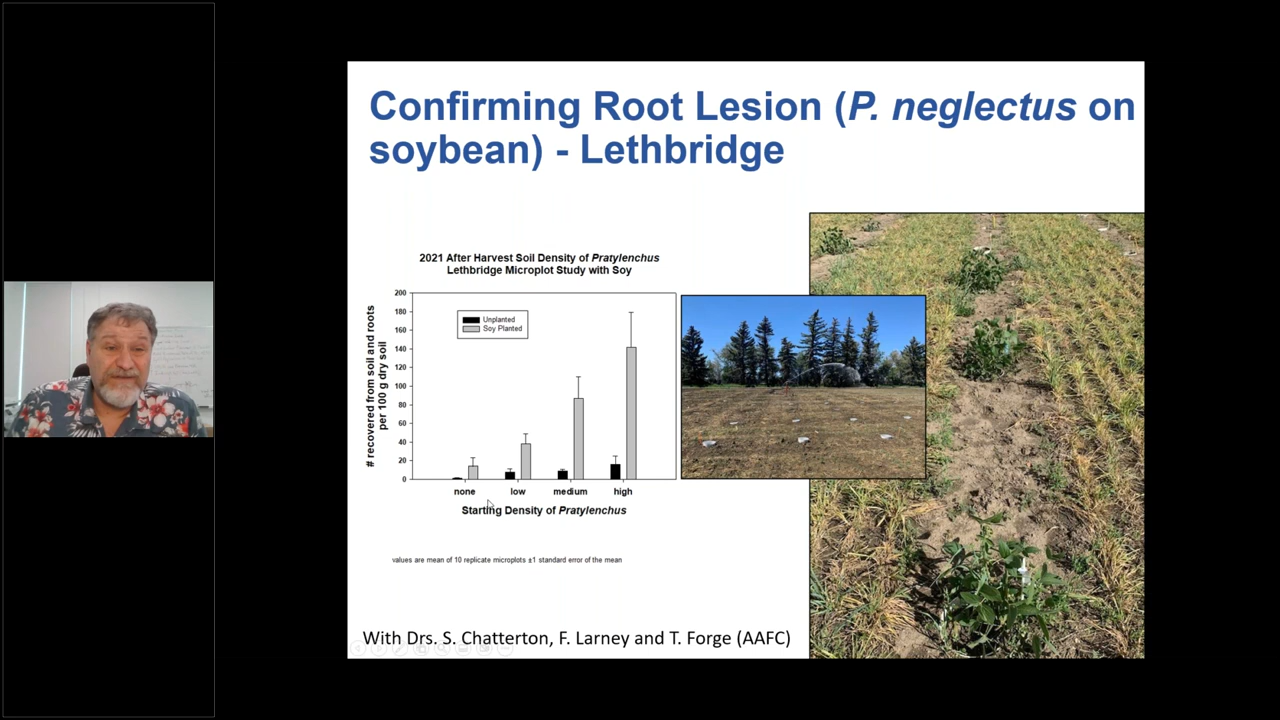 Confirming Root Lesion (P. neglectus on
soybean) - Lethbridge
2021 After Harvest Soil Density of Pratylenchus
Lethbridge Microplot Study with Soy
# recovered from soil and roots
per 100 g dry soil
200
180
160
140
120
100
80
60
40
20
0
Unplanted
Soy Planted
none low medium high
Starting Density of Pratylenchus
values are mean of 10 replicate microplots ±1 standard error of the mean
With Drs. S. Chatterton, F. Larney and T. Forge (AAFC)